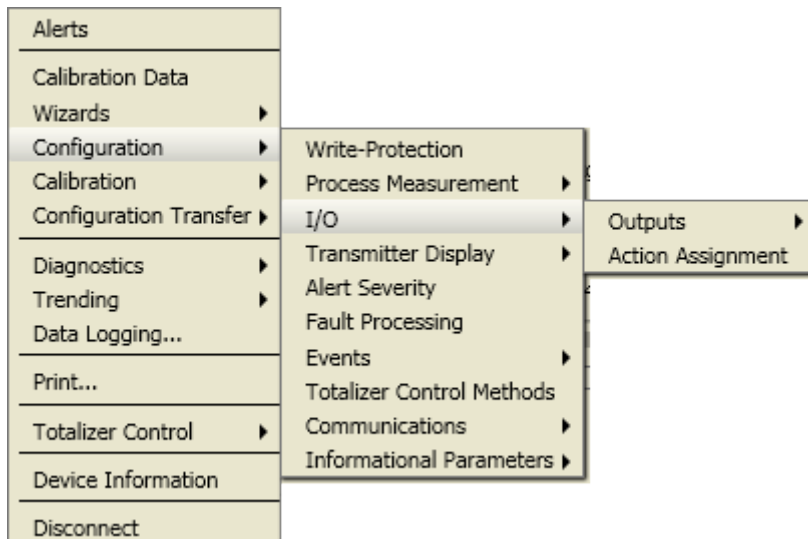 Alerts
Calibration Data
Wizards
Configuration
Calibration
Configuration Transfer
Diagnostics
Trending
Data Logging...
Print...
Totalizer Control
Device Information
Disconnect
Write-Protection
Process Measurement
I/O
Transmitter Display
Alert Severity
Fault Processing
Events
Totalizer Control Methods
Communications
Informational Parameters
Outputs
Action Assignment